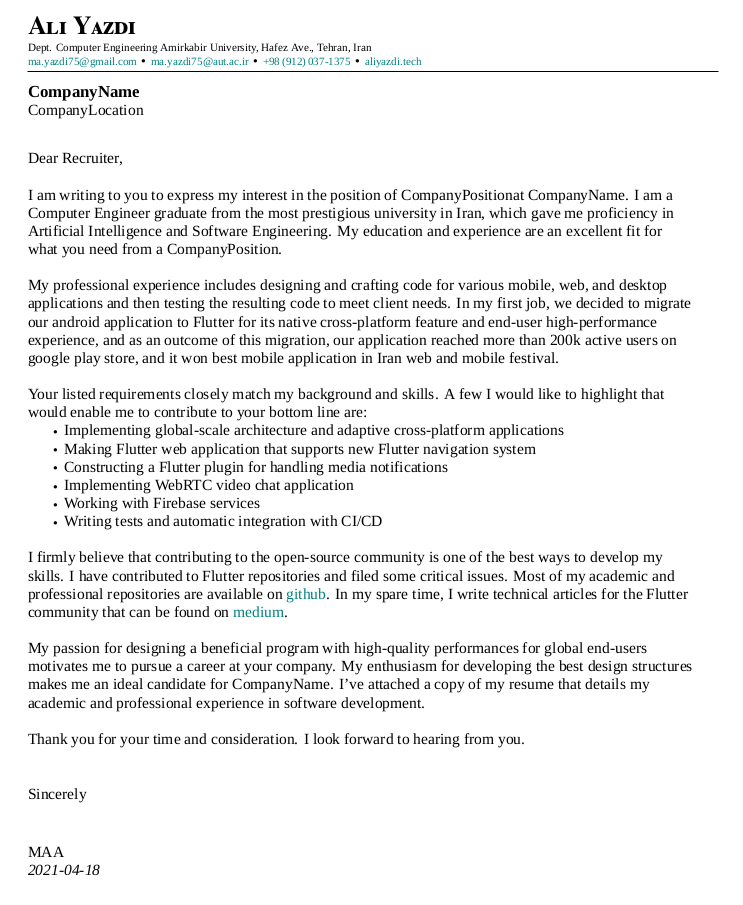 ALI YAZDI
Dept. Computer Engineering Amirkabir University, Hafez Ave., Tehran, Iran
ma.yazdi75@gmail.com • ma.yazdi75@aut.ac.ir • +98 (912) 037-1375 • aliyazdi.tech
CompanyName
CompanyLocation
Dear Recruiter,
I am writing to you to express my interest in the position of CompanyPositionat CompanyName. I am a
Computer Engineer graduate from the most prestigious university in Iran, which gave me proficiency in
Artificial Intelligence and Software Engineering. My education and experience are an excellent fit for
what you need from a CompanyPosition.
My professional experience includes designing and crafting code for various mobile, web, and desktop
applications and then testing the resulting code to meet client needs. In my first job, we decided to migrate
our android application to Flutter for its native cross-platform feature and end-user high-performance
experience, and as an outcome of this migration, our application reached more than 200k active users on
google play store, and it won best mobile application in Iran web and mobile festival.
Your listed requirements closely match my background and skills. A few I would like to highlight that
would enable me to contribute to your bottom line are:
• Implementing global-scale architecture and adaptive cross-platform applications
• Making Flutter web application that supports new Flutter navigation system
• Constructing a Flutter plugin for handling media notifications
• Implementing WebRTC video chat application
• Working with Firebase services
• Writing tests and automatic integration with CI/CD
I firmly believe that contributing to the open-source community is one of the best ways to develop my
skills. I have contributed to Flutter repositories and filed some critical issues. Most of my academic and
professional repositories are available on github. In my spare time, I write technical articles for the Flutter
community that can be found on medium.
My passion for designing a beneficial program with high-quality performances for global end-users
motivates me to pursue a career at your company. My enthusiasm for developing the best design structures
makes me an ideal candidate for CompanyName. I’ve attached a copy of my resume that details my
academic and professional experience in software development.
Thank you for your time and consideration. I look forward to hearing from you.
Sincerely
MAA
2021-04-18